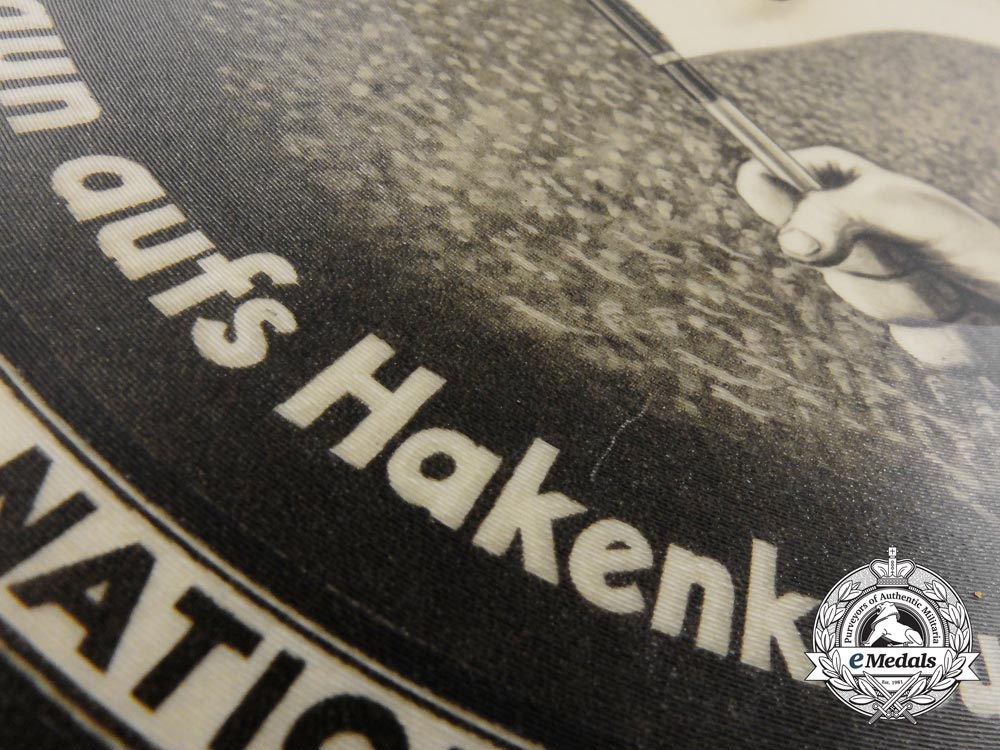 aufs Hakenk
NATIO
Purveyors of Authentic Militaria
eMedals
Est. 1981